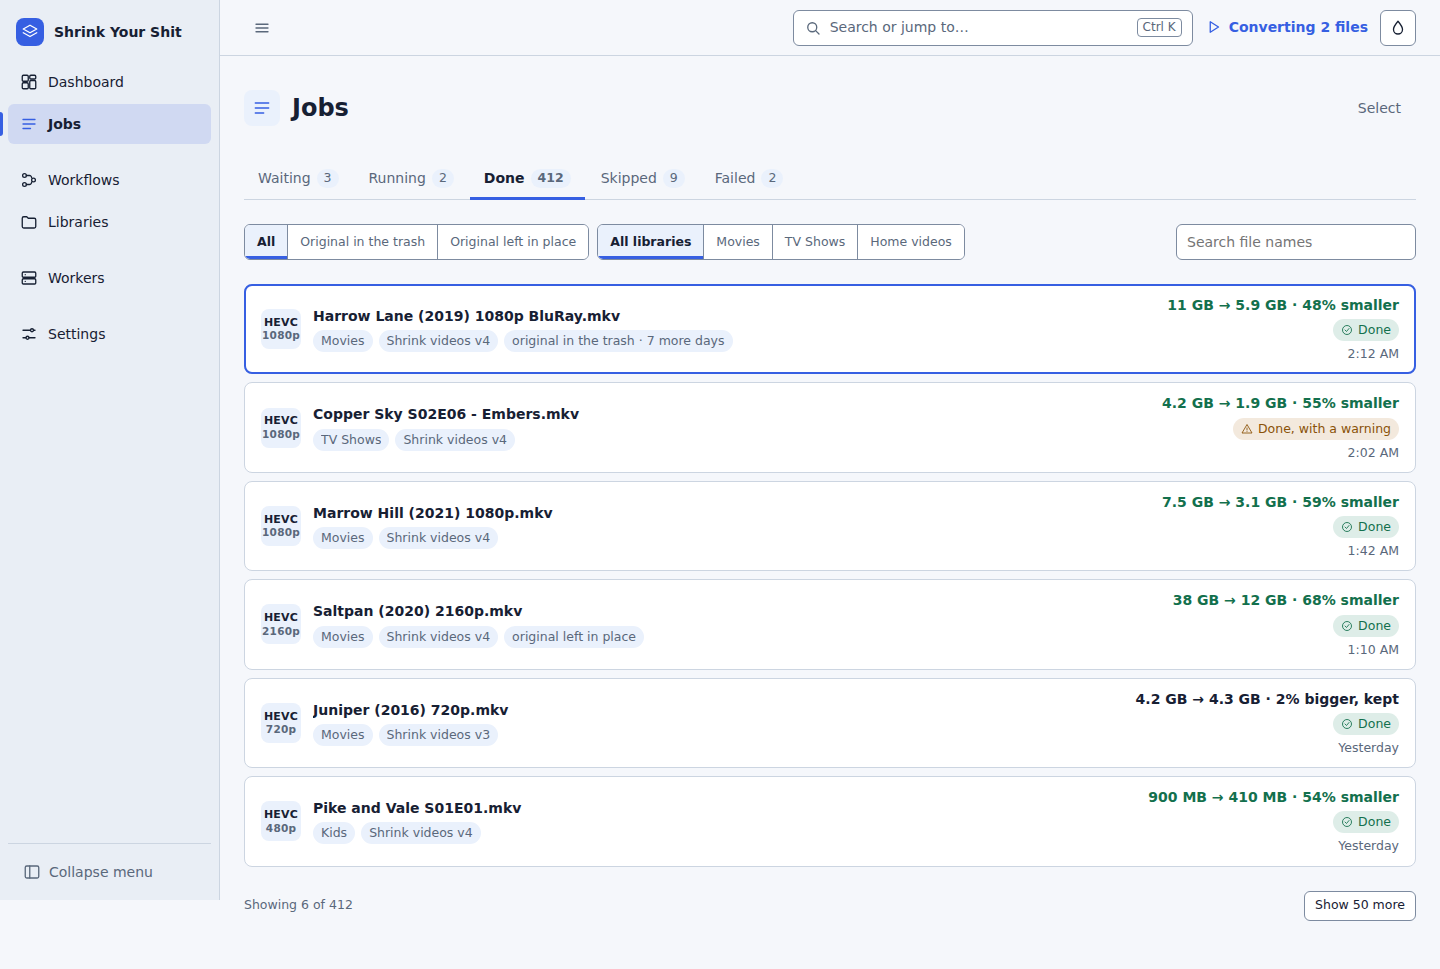 Shrink Your Shit
Search or jump to...
Ctrl K
Converting 2 files
Dashboard
Jobs
Workflows
Libraries
Workers
Settings
Collapse menu
Jobs
Select
Waiting 3
Running 2
Done 412
Skipped 9
Failed 2
All
Original in the trash
Original left in place
All libraries
Movies
TV Shows
Home videos
Search file names
HEVC
1080p
Harrow Lane (2019) 1080p BluRay.mkv
Movies
Shrink videos v4
original in the trash · 7 more days
11 GB → 5.9 GB · 48% smaller
Done
2:12 AM
HEVC
1080p
Copper Sky S02E06 - Embers.mkv
TV Shows
Shrink videos v4
4.2 GB → 1.9 GB · 55% smaller
Done, with a warning
2:02 AM
HEVC
1080p
Marrow Hill (2021) 1080p.mkv
Movies
Shrink videos v4
7.5 GB → 3.1 GB · 59% smaller
Done
1:42 AM
HEVC
2160p
Saltpan (2020) 2160p.mkv
Movies
Shrink videos v4
original left in place
38 GB → 12 GB · 68% smaller
Done
1:10 AM
HEVC
720p
Juniper (2016) 720p.mkv
Movies
Shrink videos v3
4.2 GB → 4.3 GB · 2% bigger, kept
Done
Yesterday
HEVC
480p
Pike and Vale S01E01.mkv
Kids
Shrink videos v4
900 MB → 410 MB · 54% smaller
Done
Yesterday
Showing 6 of 412
Show 50 more